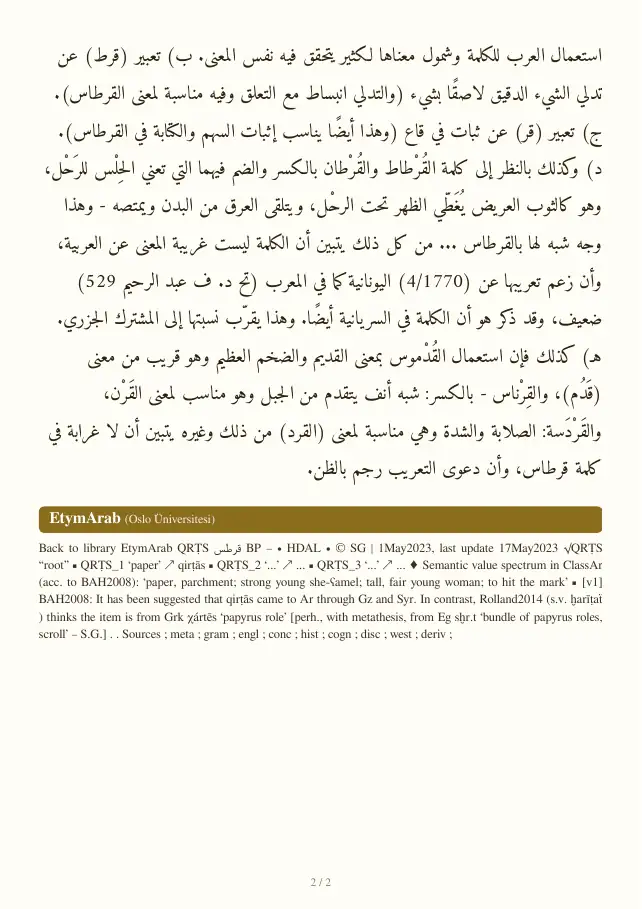 استعمال العرب للكلمة وشمول معناها لكثير يتحقق فيه نفس المعنى. ب) تعبير (قرط) عن
تدلي الشيء الدقيق لاصقًا بشيء (والتدلي انبساط مع التعلق وفيه مناسبة لمعنى القرطاس).
ج) تعبير (قر) عن ثبات في قاع (وهذا أيضًا يناسب إثبات السهم والكتابة في القرطاس).
د) وكذلك بالنظر إلى كلمة القُرْطاط والقُرْطان بالكسر والضم فيهما التي تعني الحِلْس للرَحْل،
وهو كالثوب العريض يُغَطّي الظهر تحت الرحْل، ويتلقى العرق من البدن ويمتصه - وهذا
وجه شبه لها بالقرطاس ... من كل ذلك يتبين أن الكلمة ليست غريبة المعنى عن العربية،
وأن زعم تعريبها عن (4/1770) اليونانية كما في المعرب (تح د. ف عبد الرحيم 529)
ضعيف، وقد ذكر هو أن الكلمة في السريانية أيضًا. وهذا يقرّب نسبتها إلى المشترك الجزري.
هـ) كذلك فإن استعمال القُدْموس بمعنى القديم والضخم العظيم وهو قريب من معنى
(قَدُم)، والقِرْناس - بالكسر: شبه أنف يتقدم من الجبل وهو مناسب لمعنى القَرْن،
والقَرْدَسة: الصلابة والشدة وهي مناسبة لمعنى (القرد) من ذلك وغيره يتبين أن لا غرابة في
كلمة قرطاس، وأن دعوى التعريب رجم بالظن.
EtymArab (Oslo Üniversitesi)
Back to library EtymArab QRṬS قرطس BP – • HDAL • © SG | 1May2023, last update 17May2023 √QRṬS
“root” ▪ QRṬS_1 ‘paper’ ↗ qirṭās ▪ QRṬS_2 ‘...’ ↗ ... ▪ QRṬS_3 ‘...’ ↗ ... ♦ Semantic value spectrum in ClassAr
(acc. to BAH2008): ‘paper, parchment; strong young she-ʕamel; tall, fair young woman; to hit the mark’ ▪ [v1]
BAH2008: It has been suggested that qirṭās came to Ar through Gz and Syr. In contrast, Rolland2014 (s.v. ḫarīṭaẗ
) thinks the item is from Grk χártēs ‘papyrus role’ [perh., with metathesis, from Eg sḫr.t ‘bundle of papyrus roles,
scroll’ – S.G.] . . Sources ; meta ; gram ; engl ; conc ; hist ; cogn ; disc ; west ; deriv ;
2 / 2